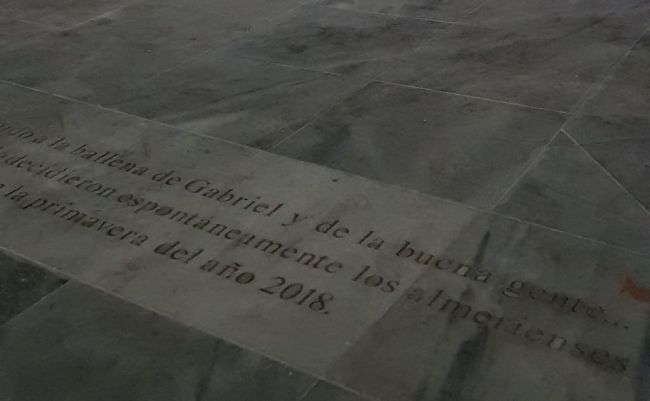 a la ballena de Gabriel y de la buena gente...
decidieron espontáneamente los almerienses
la primavera del año 2018.